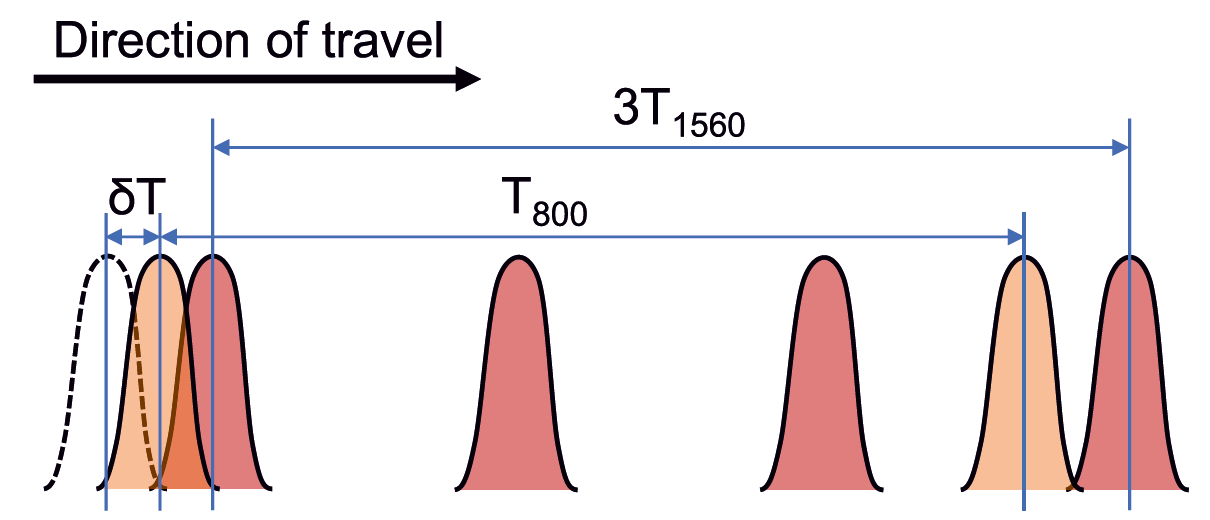 Direction of travel
3T₁₅₆₀
δT
T₈₀₀